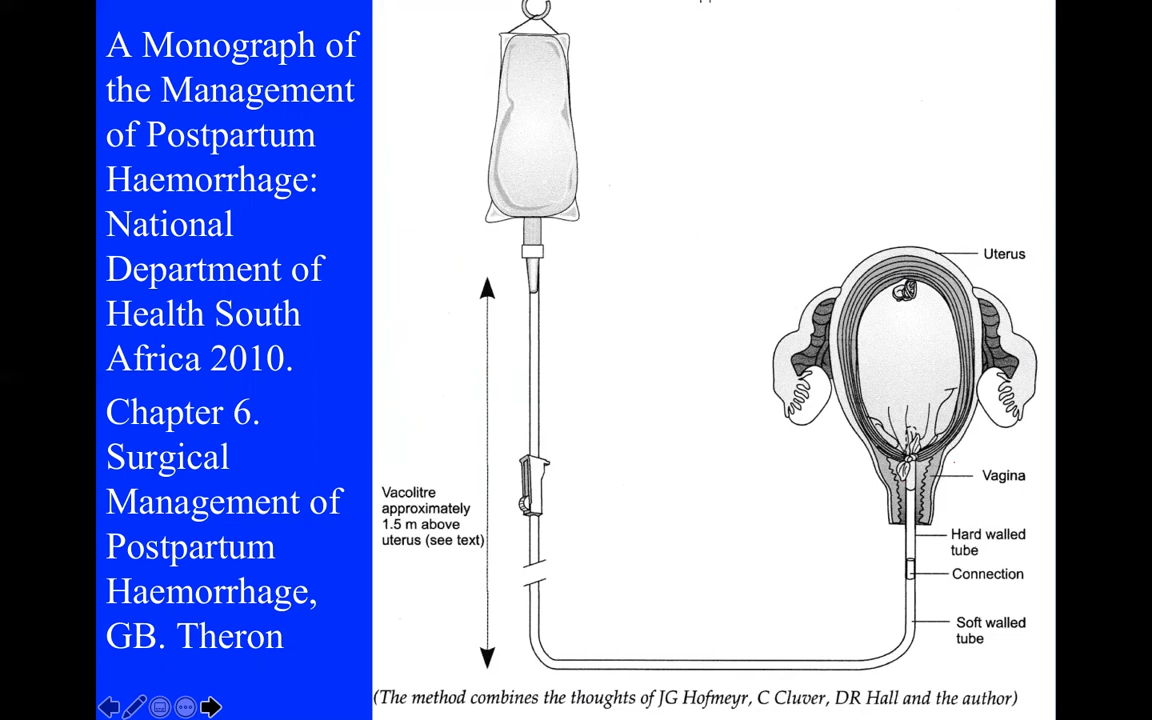 A Monograph of
the Management
of Postpartum
Haemorrhage:
National
Department of
Health South
Africa 2010.
Chapter 6.
Surgical
Management of
Postpartum
Haemorrhage,
GB. Theron
Vacolitre
approximately
1.5 m above
uterus (see text)
Uterus
Vagina
Hard walled
tube
Connection
Soft walled
tube
(The method combines the thoughts of JG Hofmeyr, C Cluver, DR Hall and the author)